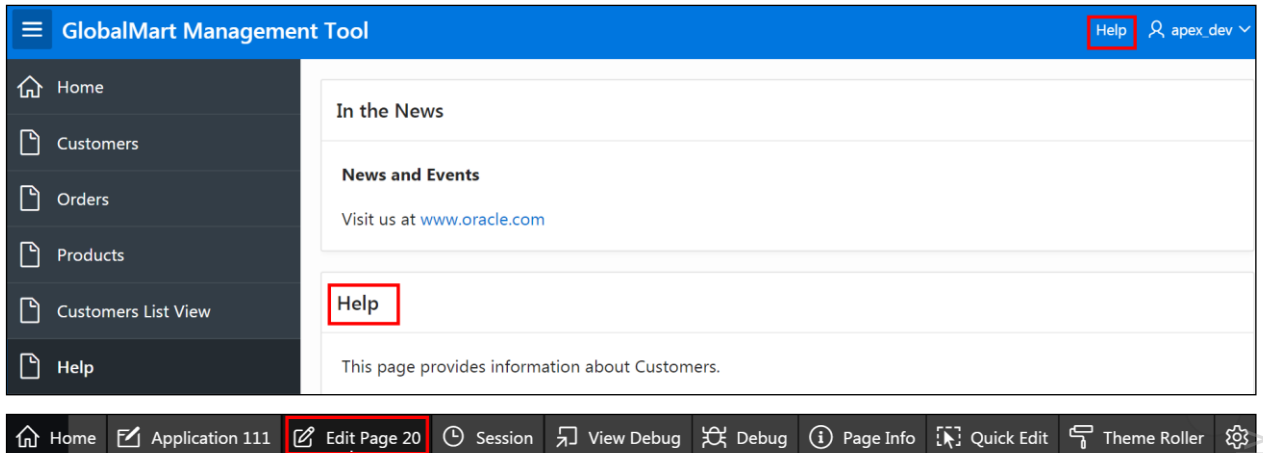 GlobalMart Management Tool Help apex_dev
Home
Customers
Orders
Products
Customers List View
Help
In the News
News and Events
Visit us at www.oracle.com
Help
This page provides information about Customers.
Home Application 111 Edit Page 20 Session View Debug Debug Page Info Quick Edit Theme Roller